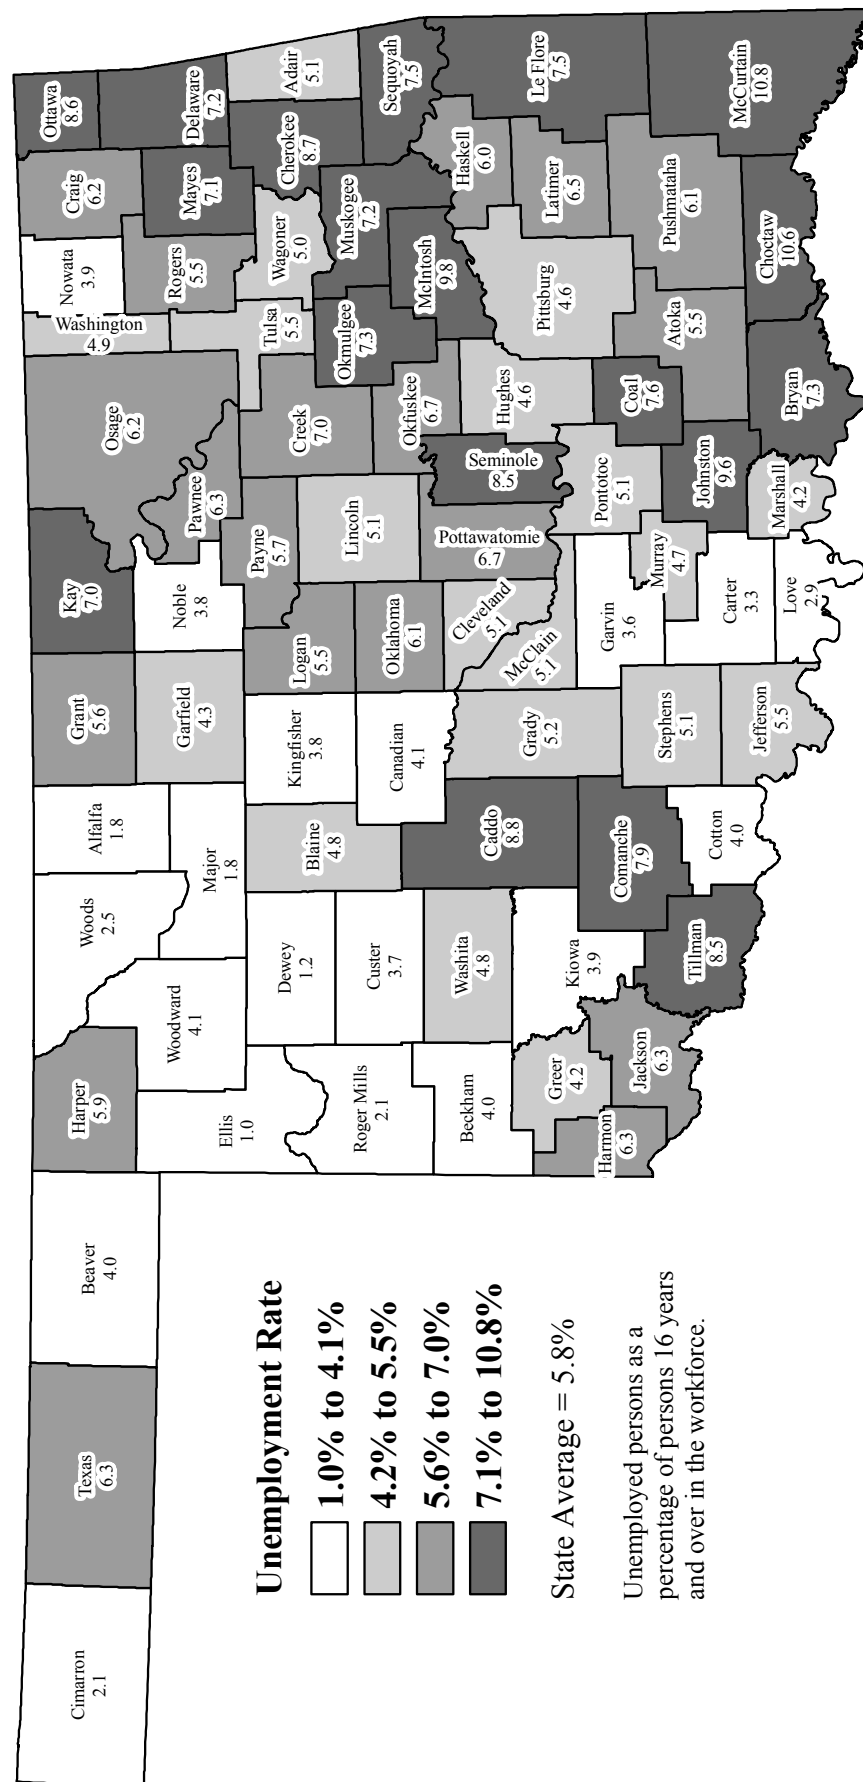 Cimarron
2.1
Texas
6.3
Beaver
4.0
Harper
5.9
Woods
2.5
Alfalfa
1.8
Grant
5.6
Kay
7.0
Osage
6.2
Washington
4.9
Nowata
3.9
Craig
6.2
Ottawa
8.6
Delaware
7.2
Mayes
7.1
Rogers
5.5
Ellis
1.0
Woodward
4.1
Major
1.8
Garfield
4.3
Noble
3.8
Pawnee
6.3
Tulsa
5.5
Wagoner
5.0
Cherokee
8.7
Adair
5.1
Dewey
1.2
Blaine
4.8
Kingfisher
3.8
Logan
5.5
Payne
5.7
Creek
7.0
Okmulgee
7.3
Muskogee
7.2
Sequoyah
7.5
Roger Mills
2.1
Custer
3.7
Canadian
4.1
Oklahoma
6.1
Lincoln
5.1
Okfuskee
6.7
McIntosh
9.8
Haskell
6.0
Beckham
4.0
Washita
4.8
Caddo
8.8
Grady
5.2
McClain
5.1
Cleveland
5.1
Pottawatomie
6.7
Seminole
8.5
Hughes
4.6
Pittsburg
4.6
Latimer
6.5
Le Flore
7.5
Harmon
6.3
Greer
4.2
Kiowa
3.9
Jackson
6.3
Tillman
8.5
Comanche
7.9
Cotton
4.0
Stephens
5.1
Jefferson
5.5
Garvin
3.6
Murray
4.7
Carter
3.3
Love
2.9
Pontotoc
5.1
Johnston
9.6
Marshall
4.2
Coal
7.6
Atoka
5.5
Bryan
7.3
Pushmataha
6.1
Choctaw
10.6
McCurtain
10.8
Unemployment Rate
1.0% to 4.1%
4.2% to 5.5%
5.6% to 7.0%
7.1% to 10.8%
State Average = 5.8%
Unemployed persons as a
percentage of persons 16 years
and over in the workforce.